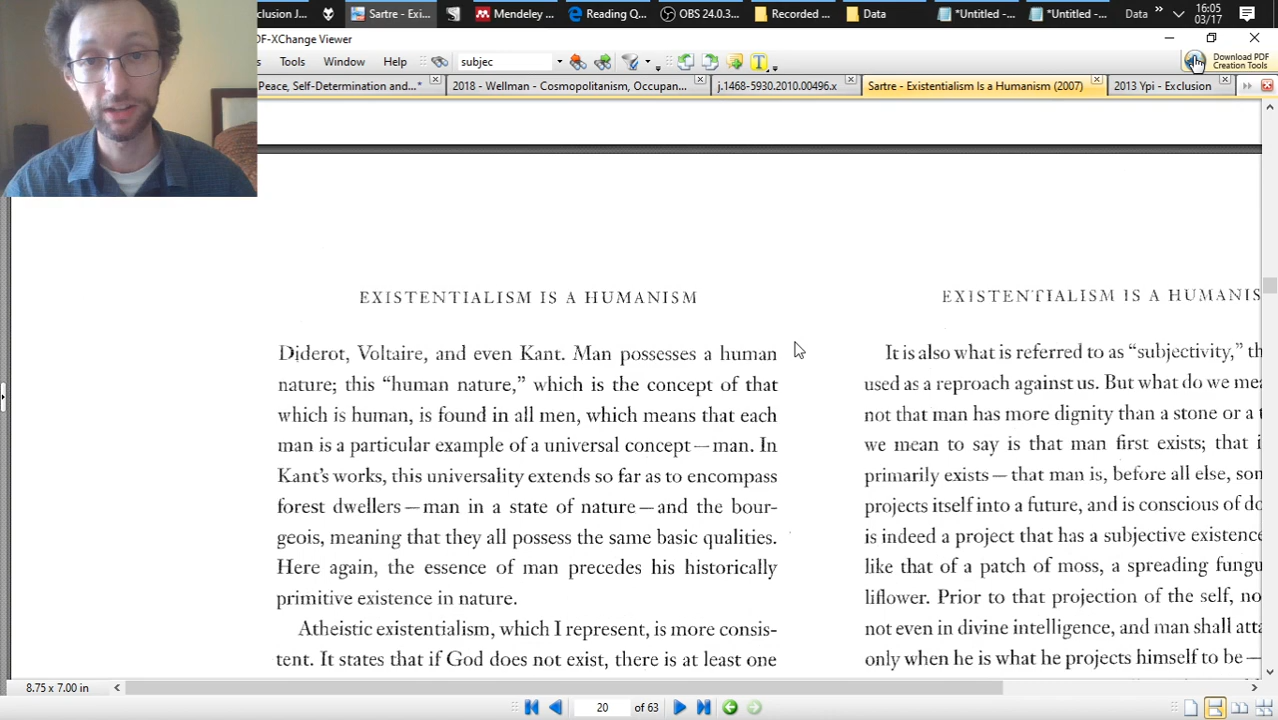 clusion J...
Sartre - Exi...
Mendeley ...
Reading Q...
OBS 24.0.3...
Recorded ...
Data
*Untitled -...
*Untitled -...
Data
16:05
03/17
DF-XChange Viewer
s Tools Window Help
subjec
Download PDF
Creation Tools
Peace, Self-Determination and...*
2018 - Wellman - Cosmopolitanism, Occupan...
j.1468-5930.2010.00496.x
Sartre - Existentialism Is a Humanism (2007)
2013 Ypi - Exclusion
EXISTENTIALISM IS A HUMANISM
Diderot, Voltaire, and even Kant. Man possesses a human
nature; this “human nature,” which is the concept of that
which is human, is found in all men, which means that each
man is a particular example of a universal concept—man. In
Kant’s works, this universality extends so far as to encompass
forest dwellers—man in a state of nature—and the bour-
geois, meaning that they all possess the same basic qualities.
Here again, the essence of man precedes his historically
primitive existence in nature.
Atheistic existentialism, which I represent, is more consis-
tent. It states that if God does not exist, there is at least one
EXISTENTIALISM IS A HUMANIS
It is also what is referred to as “subjectivity,” th
used as a reproach against us. But what do we mea
not that man has more dignity than a stone or a t
we mean to say is that man first exists; that i
primarily exists—that man is, before all else, som
projects itself into a future, and is conscious of do
is indeed a project that has a subjective existence
like that of a patch of moss, a spreading fungu
liflower. Prior to that projection of the self, no
not even in divine intelligence, and man shall atta
only when he is what he projects himself to be—
8.75 x 7.00 in
20 of 63